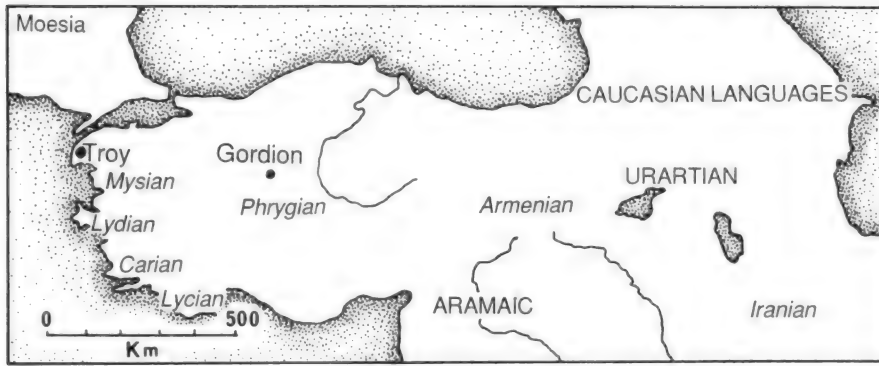 Moesia
CAUCASIAN LANGUAGES
Troy
Gordion
Mysian
URARTIAN
Phrygian
Armenian
Lydian
Carian
Lycian
ARAMAIC
Iranian
0 500
Km